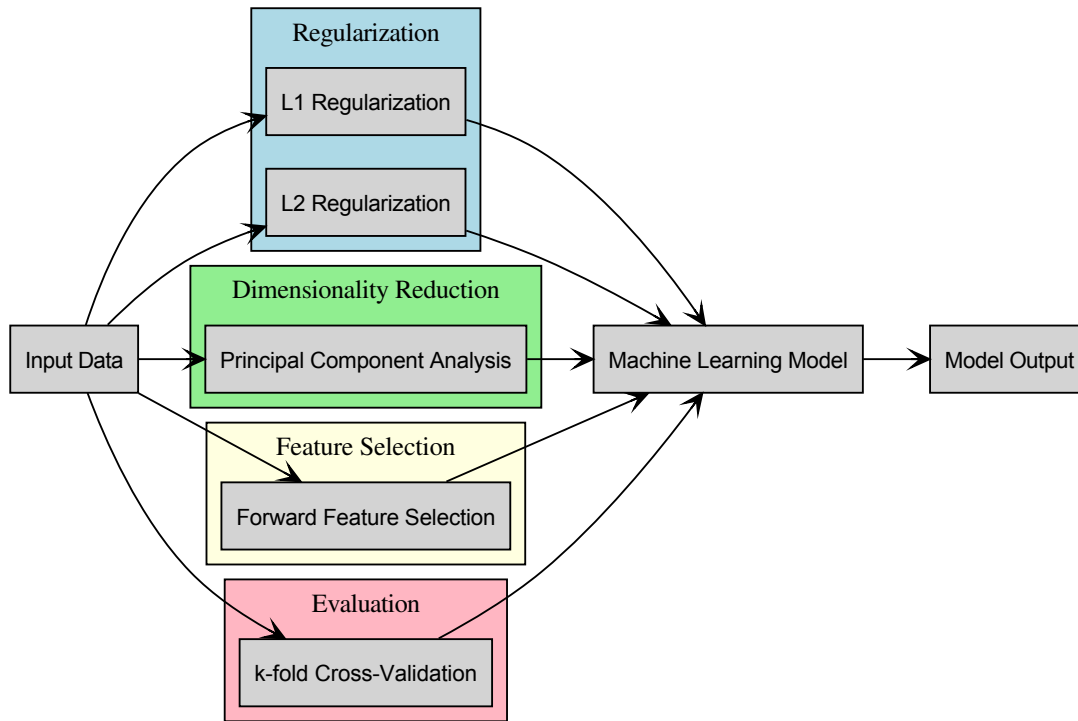 Regularization
L1 Regularization
L2 Regularization
Dimensionality Reduction
Input Data
Principal Component Analysis
Machine Learning Model
Model Output
Feature Selection
Forward Feature Selection
Evaluation
k-fold Cross-Validation